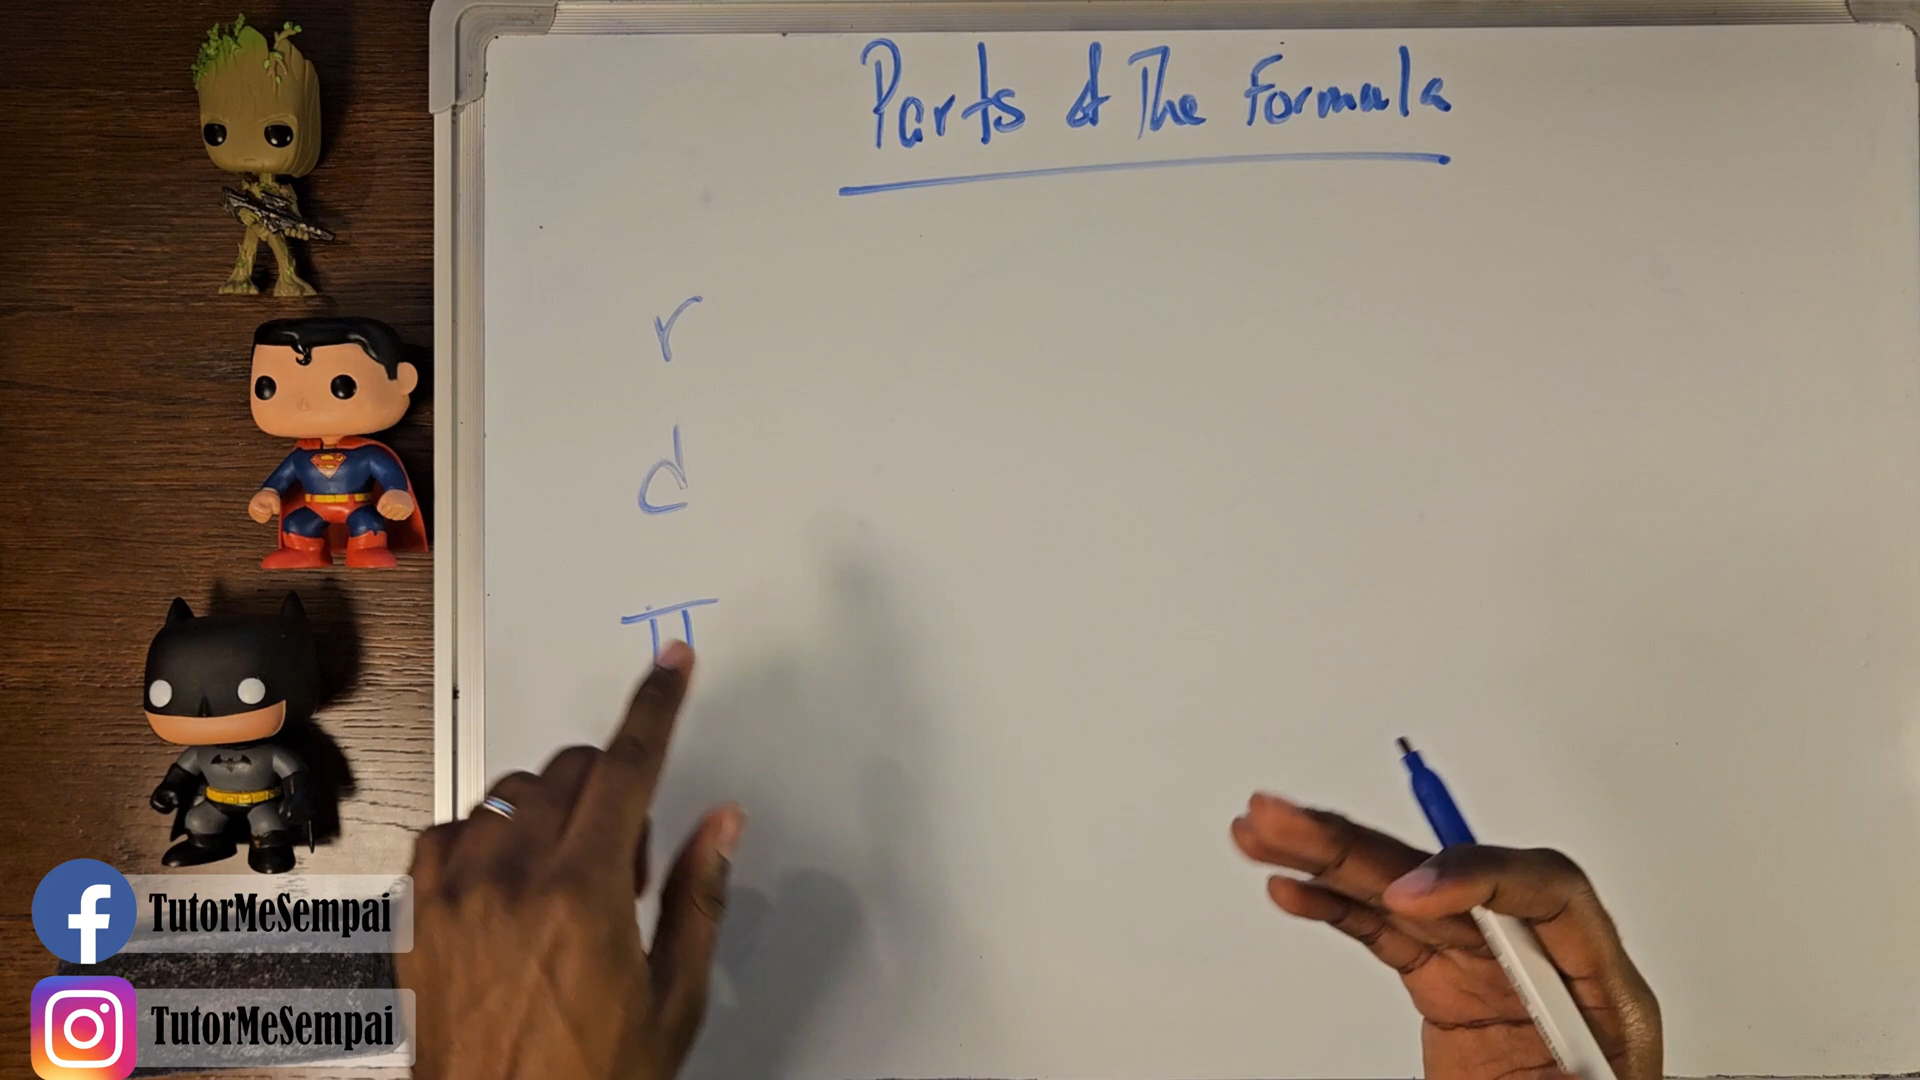 Parts of The formula
r
d
π
TutorMeSempai
TutorMeSempai